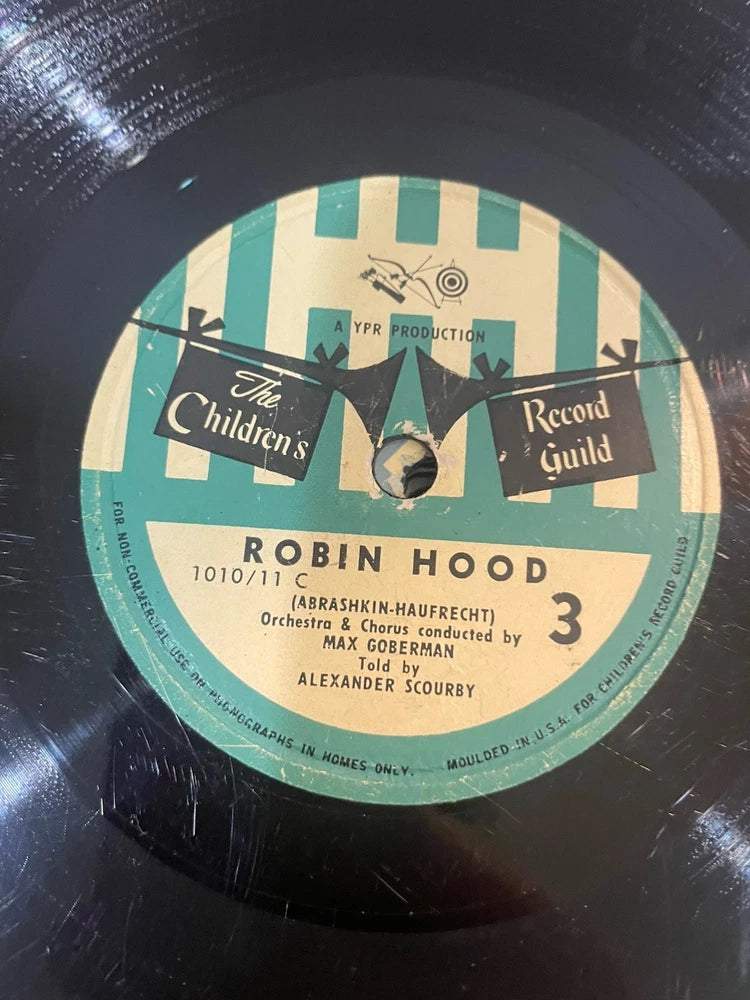 A YPR PRODUCTION
The
Children's
Record
Guild
ROBIN HOOD
1010/11 C
3
(ABRASHKIN-HAUFRECHT)
Orchestra & Chorus conducted by
MAX GOBERMAN
Told by
ALEXANDER SCOURBY
FOR NON-COMMERCIAL USE ON PHONOGRAPHS IN HOMES ONLY. MOULDED IN U.S.A. FOR CHILDREN'S RECORD GUILD